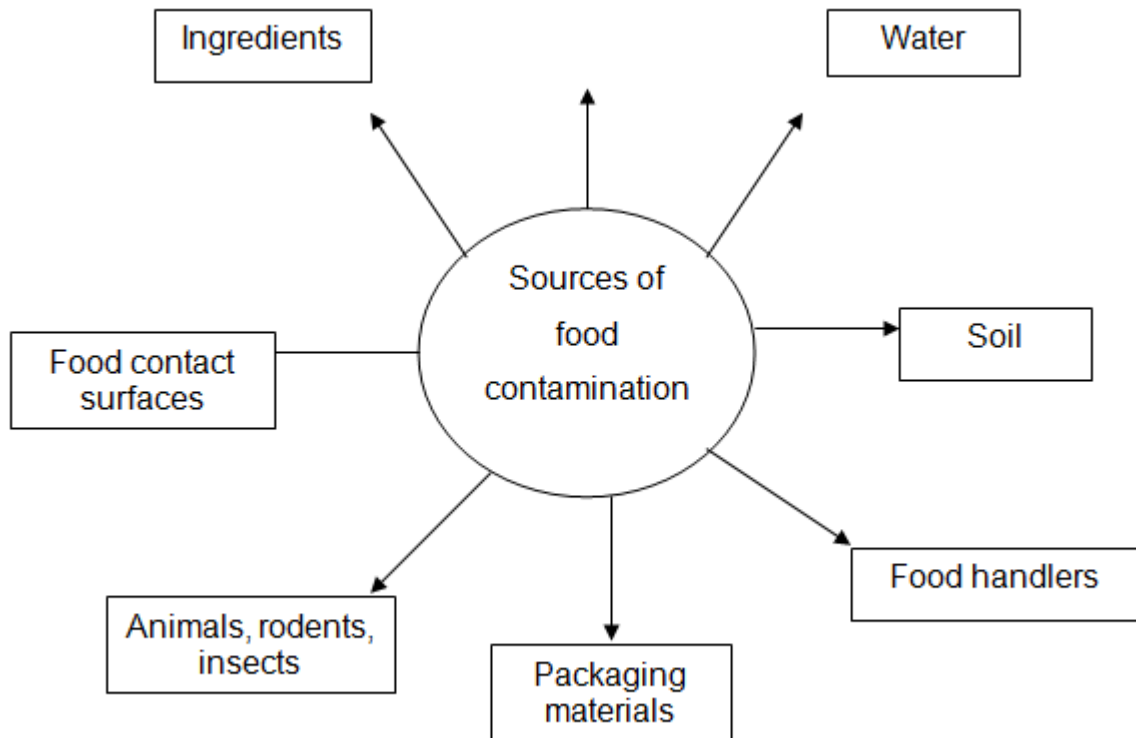 Ingredients
Water
Sources of
food
contamination
Food contact
surfaces
Soil
Food handlers
Animals, rodents,
insects
Packaging
materials